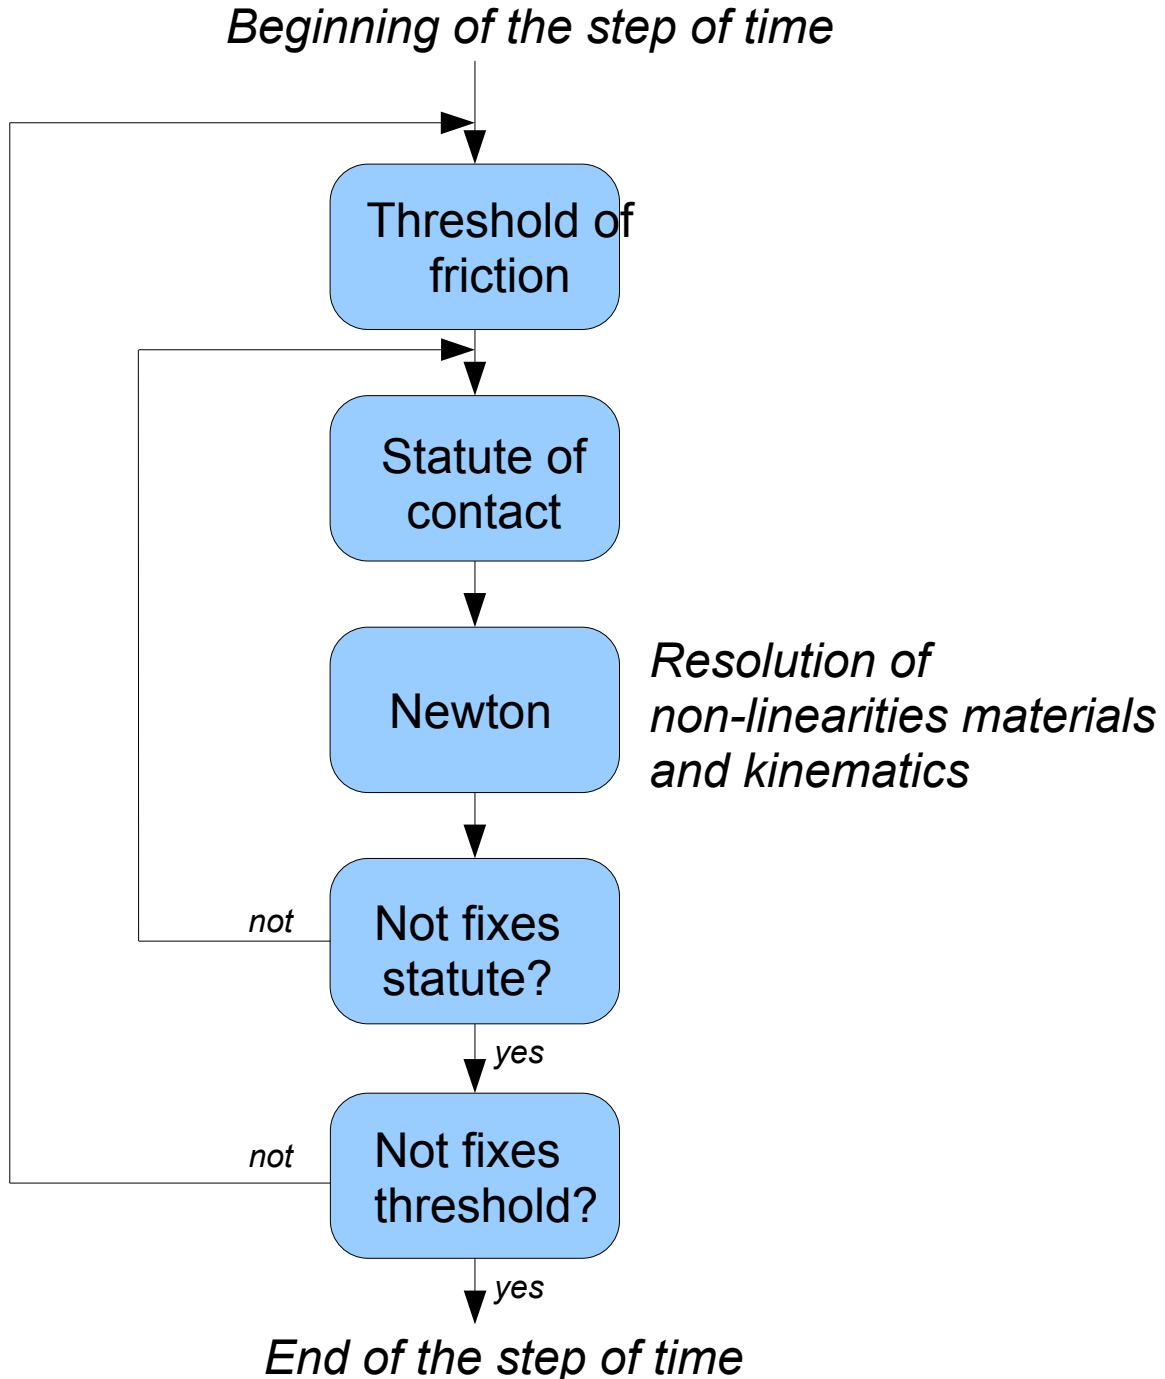 Beginning of the step of time
Threshold of
friction
Statute of
contact
Newton
Resolution of
non-linearities materials
and kinematics
not
Not fixes
statute?
yes
not
Not fixes
threshold?
yes
End of the step of time